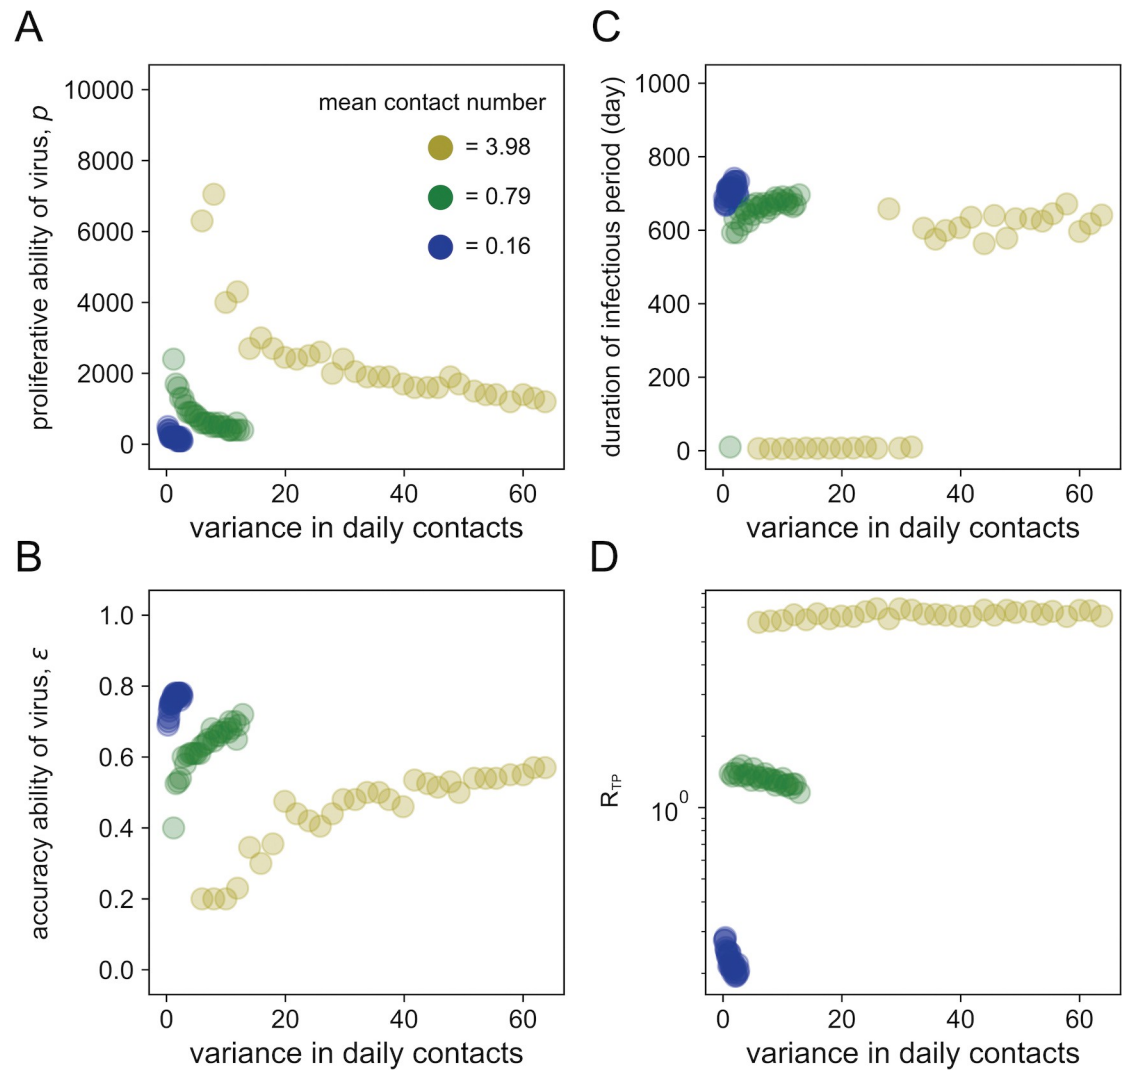 A
proliferative ability of virus, p
10000
8000
6000
4000
2000
0
mean contact number
= 3.98
= 0.79
= 0.16
0 20 40 60
variance in daily contacts
B
accuracy ability of virus, ε
1.0
0.8
0.6
0.4
0.2
0.0
0 20 40 60
variance in daily contacts
C
duration of infectious period (day)
1000
800
600
400
200
0
0 20 40 60
variance in daily contacts
D
R_TP
10^0
0 20 40 60
variance in daily contacts